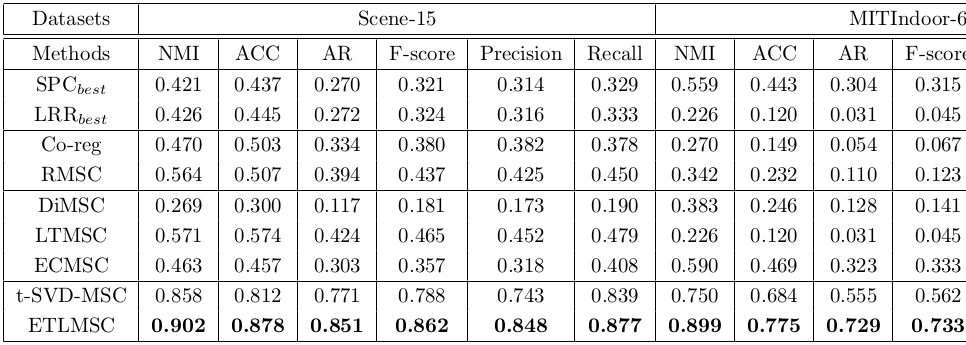 Datasets Scene-15 MITIndoor-6
Methods NMI ACC AR F-score Precision Recall NMI ACC AR F-score
SPCbest 0.421 0.437 0.270 0.321 0.314 0.329 0.559 0.443 0.304 0.315
LRRbest 0.426 0.445 0.272 0.324 0.316 0.333 0.226 0.120 0.031 0.045
Co-reg 0.470 0.503 0.334 0.380 0.382 0.378 0.270 0.149 0.054 0.067
RMSC 0.564 0.507 0.394 0.437 0.425 0.450 0.342 0.232 0.110 0.123
DiMSC 0.269 0.300 0.117 0.181 0.173 0.190 0.383 0.246 0.128 0.141
LTMSC 0.571 0.574 0.424 0.465 0.452 0.479 0.226 0.120 0.031 0.045
ECMSC 0.463 0.457 0.303 0.357 0.318 0.408 0.590 0.469 0.323 0.333
t-SVD-MSC 0.858 0.812 0.771 0.788 0.743 0.839 0.750 0.684 0.555 0.562
ETLMSC 0.902 0.878 0.851 0.862 0.848 0.877 0.899 0.775 0.729 0.733